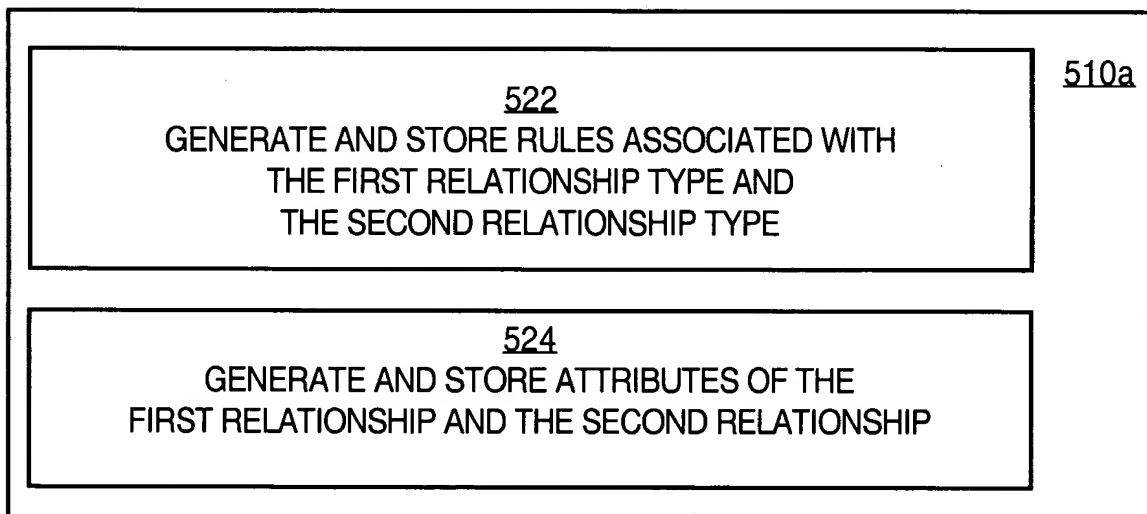 510a
522
GENERATE AND STORE RULES ASSOCIATED WITH
THE FIRST RELATIONSHIP TYPE AND
THE SECOND RELATIONSHIP TYPE
524
GENERATE AND STORE ATTRIBUTES OF THE
FIRST RELATIONSHIP AND THE SECOND RELATIONSHIP